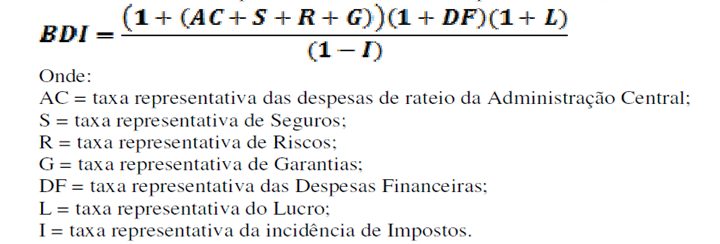 BDI = (1 + (AC + S + R + G))(1 + DF)(1 + L)
(1 − I)
Onde:
AC = taxa representativa das despesas de rateio da Administração Central;
S = taxa representativa de Seguros;
R = taxa representativa de Riscos;
G = taxa representativa de Garantias;
DF = taxa representativa das Despesas Financeiras;
L = taxa representativa do Lucro;
I = taxa representativa da incidência de Impostos.